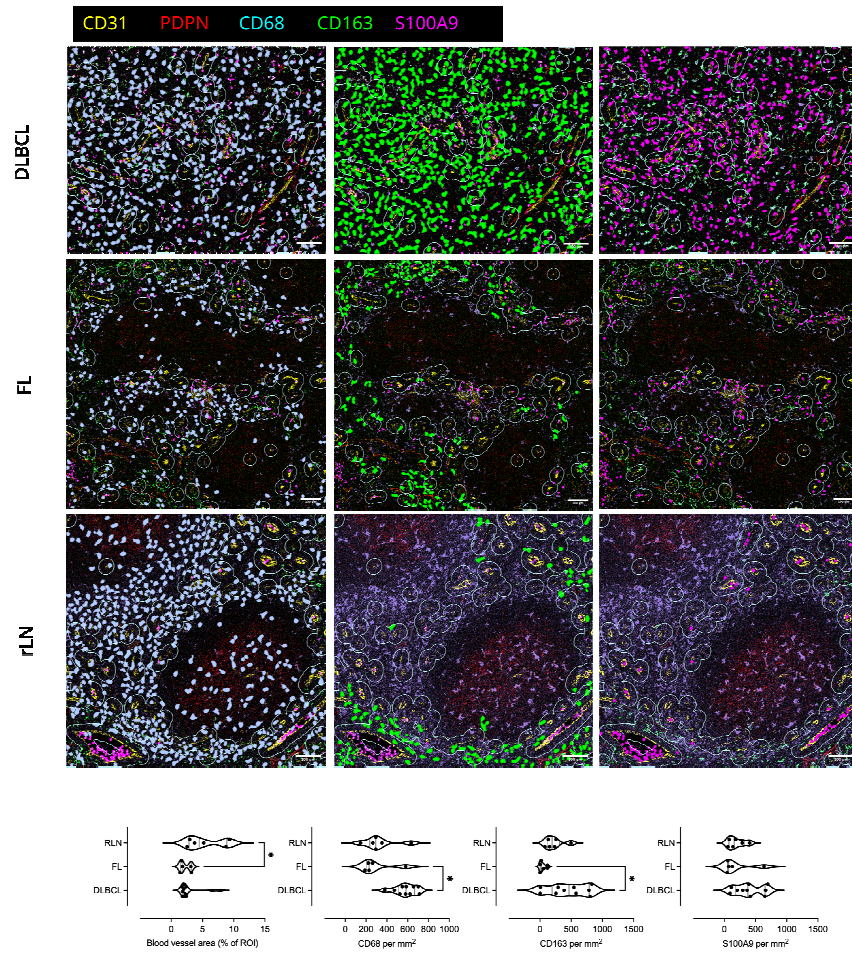 CD31 PDPN CD68 CD163 S100A9
DLBCL
FL
rLN
RLN
FL
DLBCL
*
0 5 10 15
Blood vessel area (% of ROI)
RLN
FL
DLBCL
*
0 200 400 600 800 1000
CD68 per mm²
RLN
FL
DLBCL
*
0 500 1000 1500
CD163 per mm²
RLN
FL
DLBCL
0 500 1000 1500
S100A9 per mm²